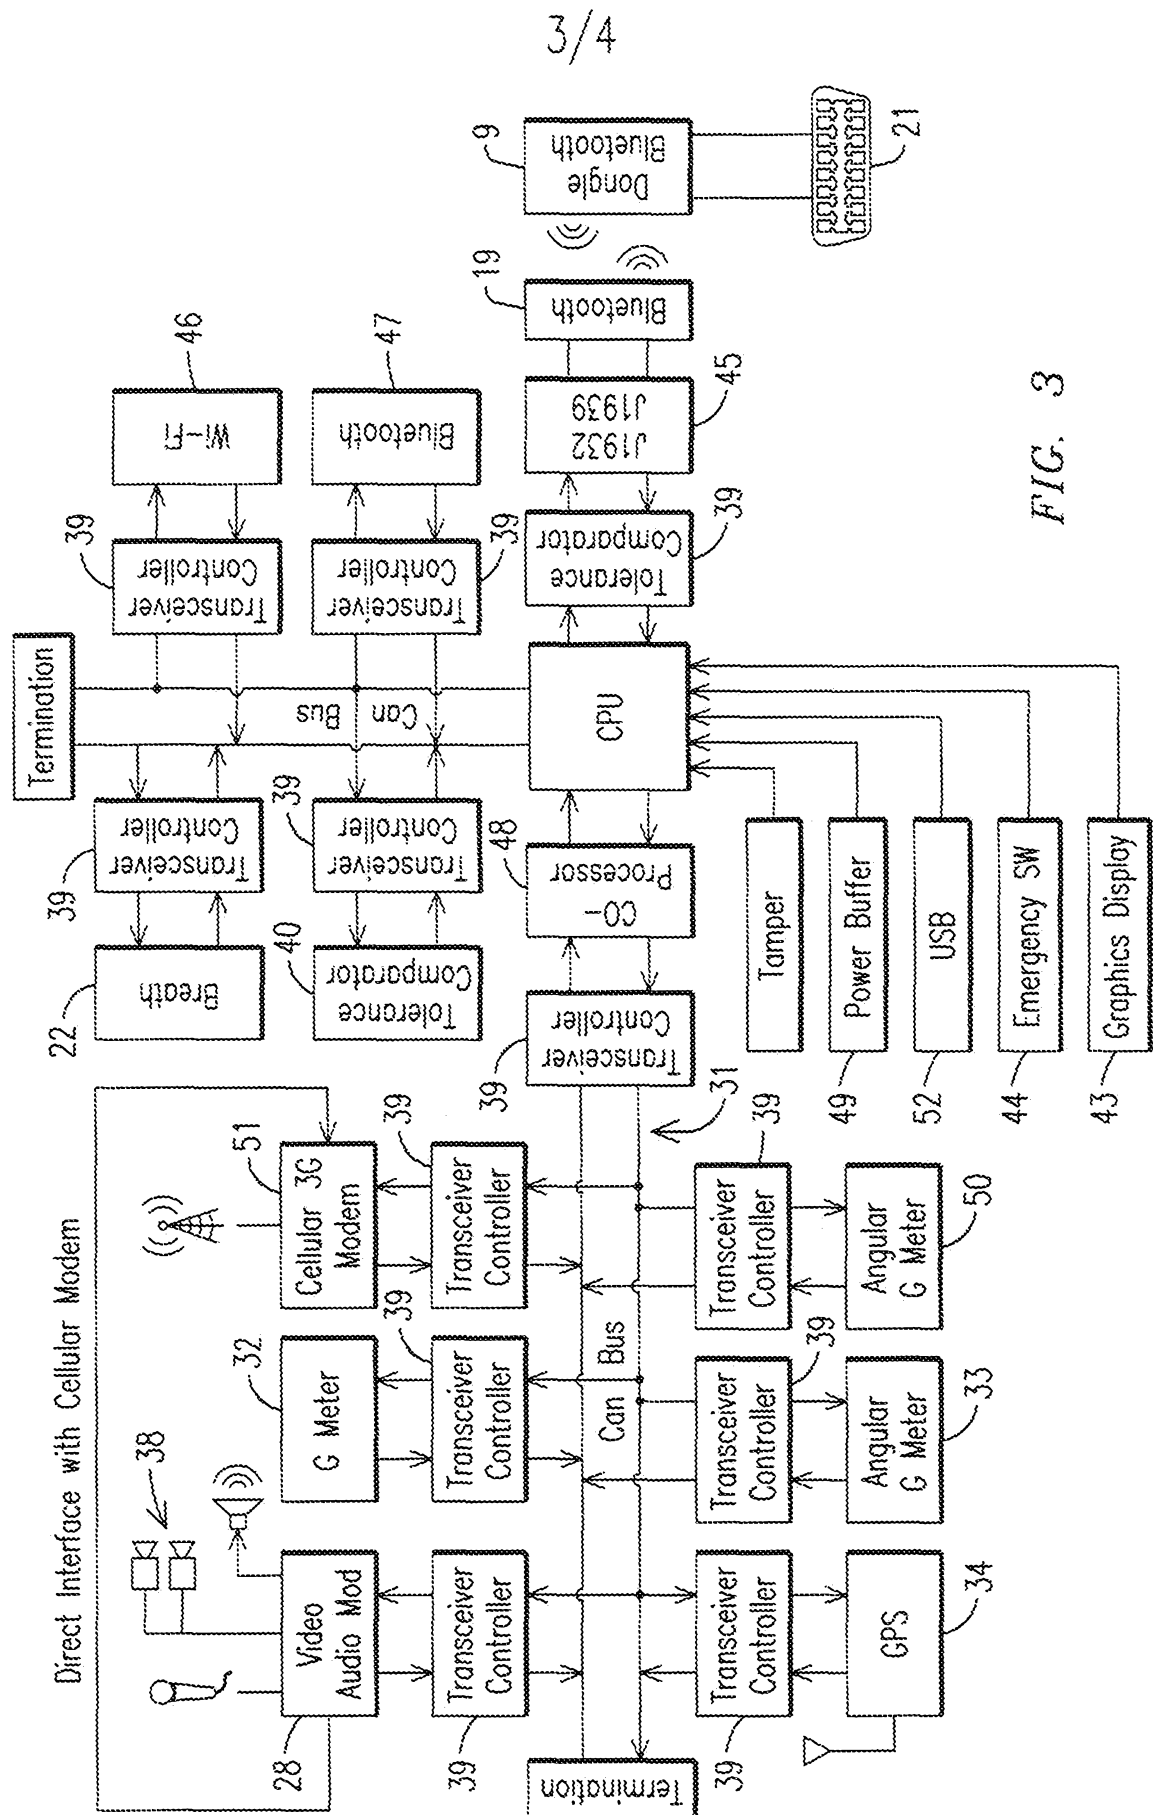 3/4
9
Dongle
Bluetooth
21
19
Bluetooth
J1932
J1939
45
Tolerance
Comparator
39
46
Wi-Fi
39
Transceiver
Controller
47
Bluetooth
Transceiver
Controller
39
Termination
Can
Bus
CPU
Transceiver
Controller
39
39
Transceiver
Controller
48
CO-
Processor
22
Breath
40
Tolerance
Comparator
39
Transceiver
Controller
Tamper
Power Buffer
49
USB
52
Emergency SW
44
Graphics Display
43
31
Direct Interface with Cellular Modem
51
Cellular 3G
Modem
39
Transceiver
Controller
32
G Meter
39
Transceiver
Controller
38
Video
Audio Mod
28
Transceiver
Controller
39
Can Bus
39
Transceiver
Controller
Angular
G Meter
50
39
Transceiver
Controller
Angular
G Meter
33
Transceiver
Controller
39
GPS
34
Termination
FIG. 3